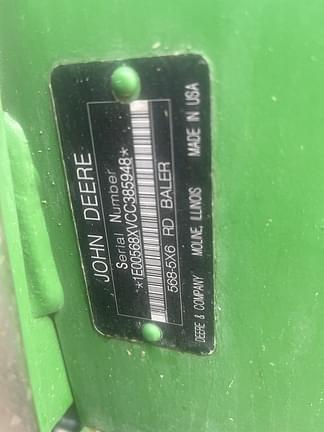 JOHN DEERE
Serial Number
*1E00568XVCC385948*
568-5X6 RD BALER
DEERE & COMPANY MOLINE, ILLINOIS MADE IN USA